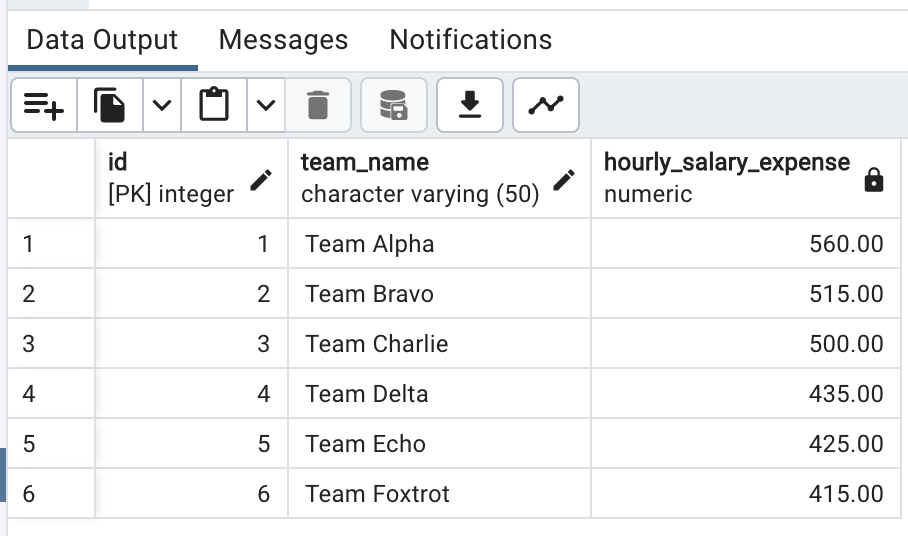 Data Output Messages Notifications
id team_name hourly_salary_expense
[PK] integer character varying (50) numeric
1 1 Team Alpha 560.00
2 2 Team Bravo 515.00
3 3 Team Charlie 500.00
4 4 Team Delta 435.00
5 5 Team Echo 425.00
6 6 Team Foxtrot 415.00